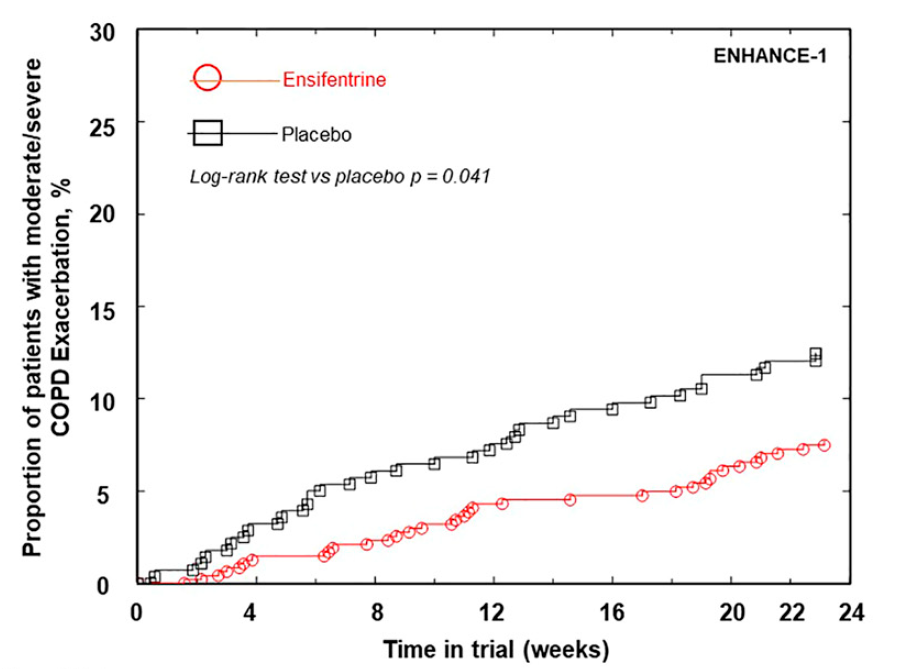 Proportion of patients with moderate/severe
COPD Exacerbation, %
30
25
20
15
10
5
0
ENHANCE-1
Ensifentrine
Placebo
Log-rank test vs placebo p = 0.041
0 4 8 12 16 20 22 24
Time in trial (weeks)